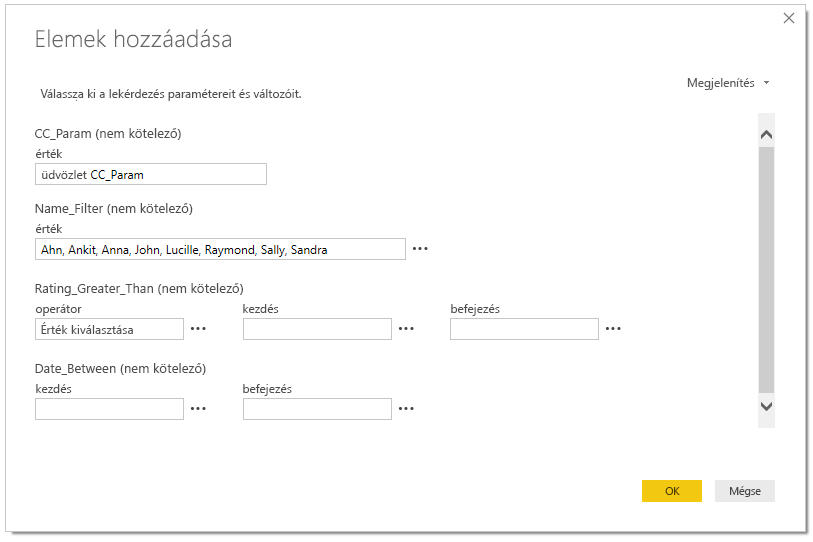 Elemek hozzáadása
Megjelenítés
Válassza ki a lekérdezés paramétereit és változóit.
CC_Param (nem kötelező)
érték
üdvözlet CC_Param
Name_Filter (nem kötelező)
érték
Ahn, Ankit, Anna, John, Lucille, Raymond, Sally, Sandra
Rating_Greater_Than (nem kötelező)
operátor kezdés befejezés
Érték kiválasztása
Date_Between (nem kötelező)
kezdés befejezés
OK Mégse